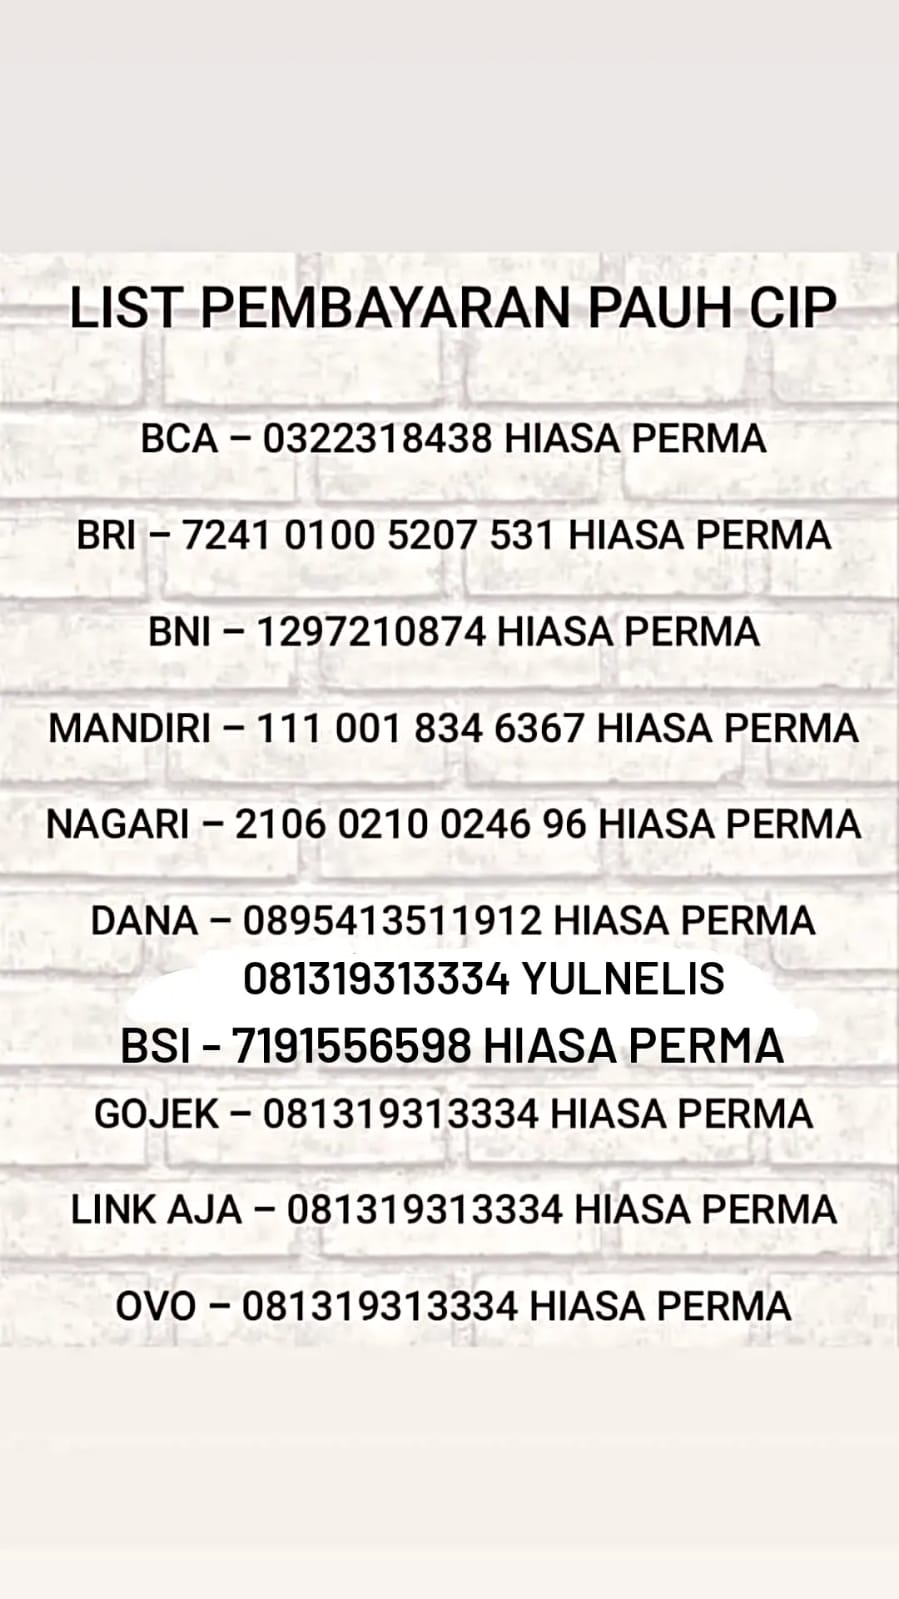 LIST PEMBAYARAN PAUH CIP
BCA – 0322318438 HIASA PERMA
BRI – 7241 0100 5207 531 HIASA PERMA
BNI – 1297210874 HIASA PERMA
MANDIRI – 111 001 834 6367 HIASA PERMA
NAGARI – 2106 0210 0246 96 HIASA PERMA
DANA – 0895413511912 HIASA PERMA
081319313334 YULNELIS
BSI - 7191556598 HIASA PERMA
GOJEK – 081319313334 HIASA PERMA
LINK AJA – 081319313334 HIASA PERMA
OVO – 081319313334 HIASA PERMA